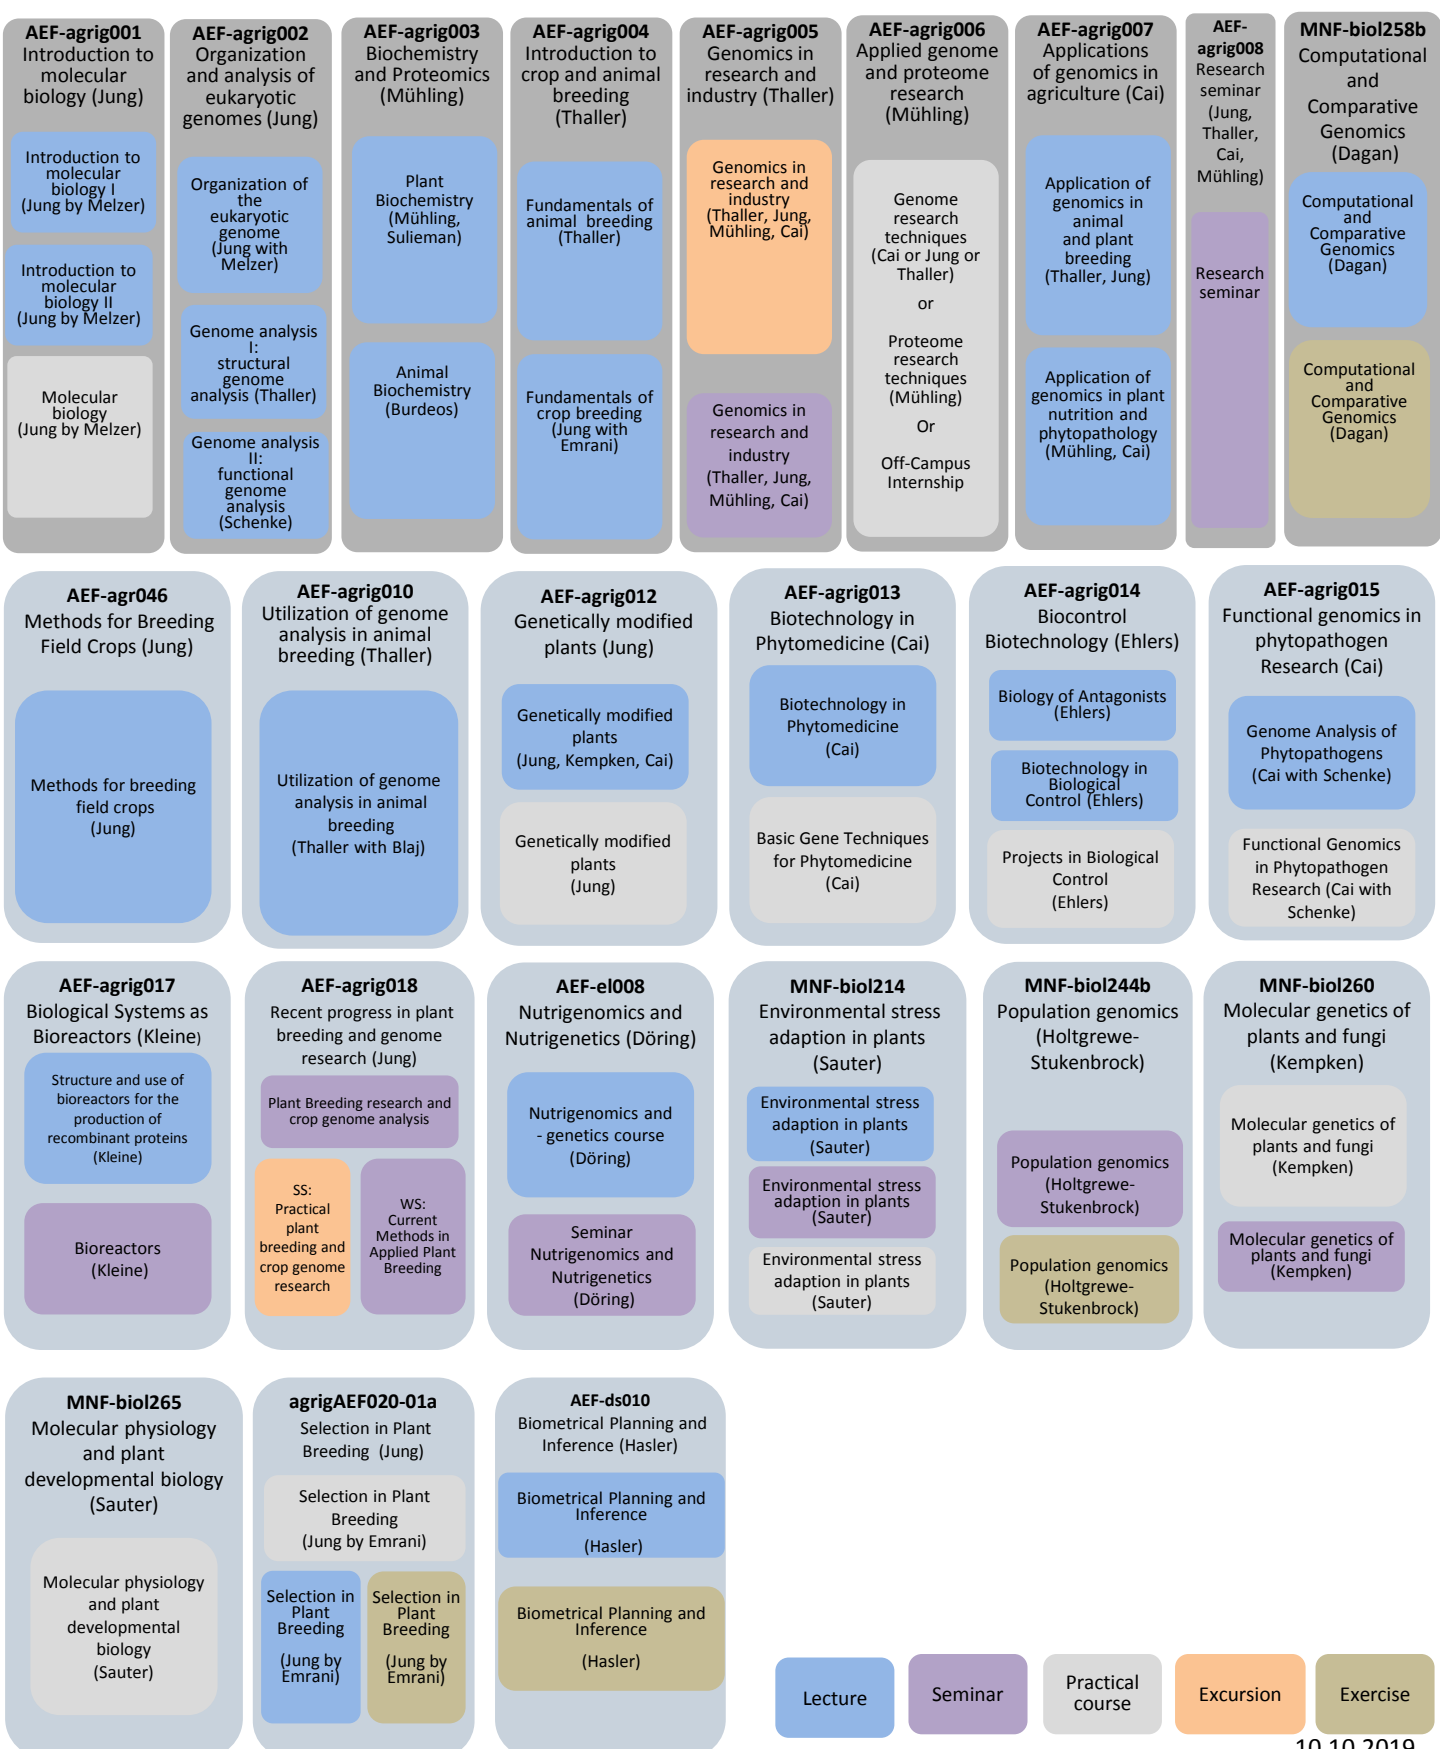 AEF-agrig001
Introduction to
molecular
biology (Jung)
Introduction to
molecular
biology I
(Jung by Melzer)
Introduction to
molecular
biology II
(Jung by Melzer)
Molecular
biology
(Jung by Melzer)
AEF-agrig002
Organization
and analysis of
eukaryotic
genomes (Jung)
Organization of
the
eukaryotic
genome
(Jung with
Melzer)
Genome analysis
I:
structural
genome
analysis (Thaller)
Genome analysis
II:
functional
genome
analysis
(Schenke)
AEF-agrig003
Biochemistry
and Proteomics
(Mühling)
Plant
Biochemistry
(Mühling,
Sulieman)
Animal
Biochemistry
(Burdeos)
AEF-agrig004
Introduction to
crop and animal
breeding
(Thaller)
Fundamentals of
animal breeding
(Thaller)
Fundamentals of
crop breeding
(Jung with
Emrani)
AEF-agrig005
Genomics in
research and
industry (Thaller)
Genomics in
research and
industry
(Thaller, Jung,
Mühling, Cai)
Genomics in
research and
industry
(Thaller, Jung,
Mühling, Cai)
AEF-agrig006
Applied genome
and proteome
research
(Mühling)
Genome
research
techniques
(Cai or Jung or
Thaller)
or
Proteome
research
techniques
(Mühling)
Or
Off-Campus
Internship
AEF-agrig007
Applications
of genomics in
agriculture (Cai)
Application of
genomics in
animal
and plant
breeding
(Thaller, Jung)
Application of
genomics in plant
nutrition and
phytopathology
(Mühling, Cai)
AEF-
agrig008
Research
seminar
(Jung,
Thaller,
Cai,
Mühling)
Research
seminar
MNF-biol258b
Computational
and
Comparative
Genomics
(Dagan)
Computational
and
Comparative
Genomics
(Dagan)
Computational
and
Comparative
Genomics
(Dagan)
AEF-agr046
Methods for Breeding
Field Crops (Jung)
Methods for breeding
field crops
(Jung)
AEF-agrig010
Utilization of genome
analysis in animal
breeding (Thaller)
Utilization of genome
analysis in animal
breeding
(Thaller with Blaj)
AEF-agrig012
Genetically modified
plants (Jung)
Genetically modified
plants
(Jung, Kempken, Cai)
Genetically modified
plants
(Jung)
AEF-agrig013
Biotechnology in
Phytomedicine (Cai)
Biotechnology in
Phytomedicine
(Cai)
Basic Gene Techniques
for Phytomedicine
(Cai)
AEF-agrig014
Biocontrol
Biotechnology (Ehlers)
Biology of Antagonists
(Ehlers)
Biotechnology in
Biological
Control (Ehlers)
Projects in Biological
Control
(Ehlers)
AEF-agrig015
Functional genomics in
phytopathogen
Research (Cai)
Genome Analysis of
Phytopathogens
(Cai with Schenke)
Functional Genomics
in Phytopathogen
Research (Cai with
Schenke)
AEF-agrig017
Biological Systems as
Bioreactors (Kleine)
Structure and use of
bioreactors for the
production of
recombinant proteins
(Kleine)
Bioreactors
(Kleine)
AEF-agrig018
Recent progress in plant
breeding and genome
research (Jung)
Plant Breeding research and
crop genome analysis
SS:
Practical
plant
breeding and
crop genome
research
WS:
Current
Methods in
Applied Plant
Breeding
AEF-el008
Nutrigenomics and
Nutrigenetics (Döring)
Nutrigenomics and
- genetics course
(Döring)
Seminar
Nutrigenomics and
Nutrigenetics
(Döring)
MNF-biol214
Environmental stress
adaption in plants
(Sauter)
Environmental stress
adaption in plants
(Sauter)
Environmental stress
adaption in plants
(Sauter)
Environmental stress
adaption in plants
(Sauter)
MNF-biol244b
Population genomics
(Holtgrewe-
Stukenbrock)
Population genomics
(Holtgrewe-
Stukenbrock)
Population genomics
(Holtgrewe-
Stukenbrock)
MNF-biol260
Molecular genetics of
plants and fungi
(Kempken)
Molecular genetics of
plants and fungi
(Kempken)
Molecular genetics of
plants and fungi
(Kempken)
MNF-biol265
Molecular physiology
and plant
developmental biology
(Sauter)
Molecular physiology
and plant
developmental
biology
(Sauter)
agrigAEF020-01a
Selection in Plant
Breeding (Jung)
Selection in Plant
Breeding
(Jung by Emrani)
Selection in
Plant
Breeding
(Jung by
Emrani)
Selection in
Plant
Breeding
(Jung by
Emrani)
AEF-ds010
Biometrical Planning and
Inference (Hasler)
Biometrical Planning and
Inference
(Hasler)
Biometrical Planning and
Inference
(Hasler)
Lecture
Seminar
Practical
course
Excursion
Exercise
10.10.2019